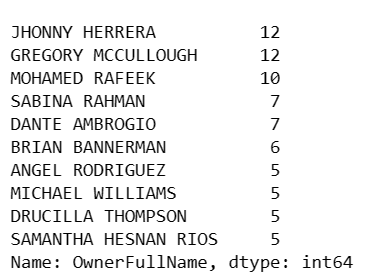 JHONNY HERRERA 12
GREGORY MCCULLOUGH 12
MOHAMED RAFEEK 10
SABINA RAHMAN 7
DANTE AMBROGIO 7
BRIAN BANNERMAN 6
ANGEL RODRIGUEZ 5
MICHAEL WILLIAMS 5
DRUCILLA THOMPSON 5
SAMANTHA HESNAN RIOS 5
Name: OwnerFullName, dtype: int64